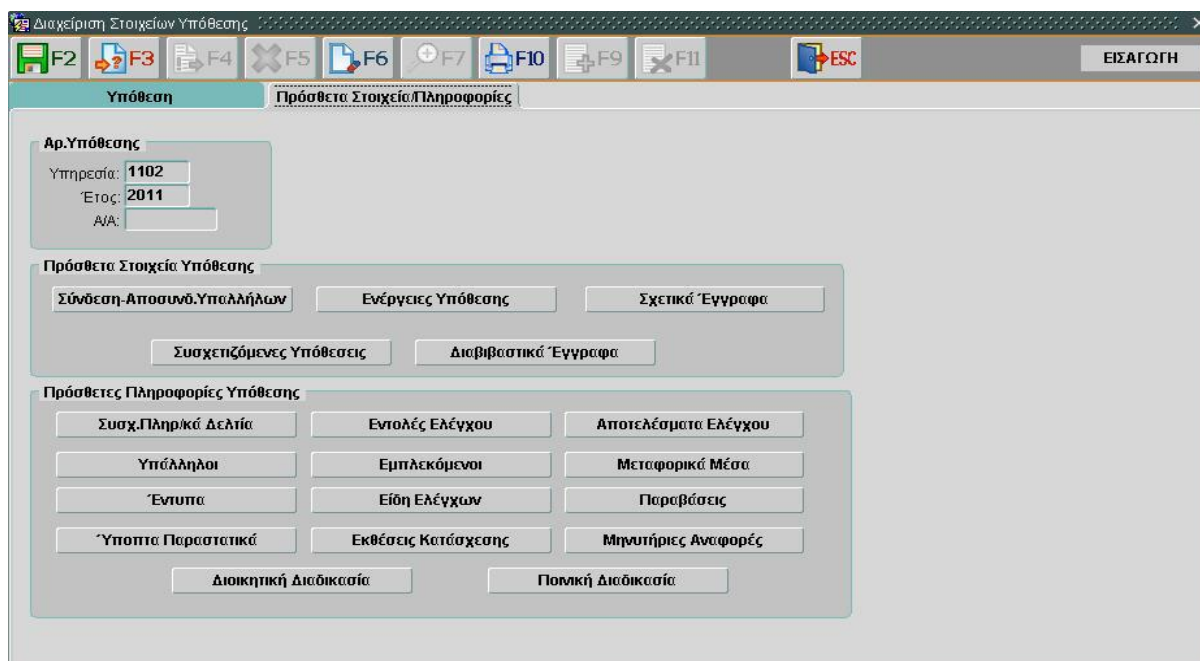 Διαχείριση Στοιχείων Υπόθεσης
F2 F3 F4 F5 F6 F7 F10 F9 F11 ESC ΕΙΣΑΓΩΓΗ
Υπόθεση Πρόσθετα Στοιχεία/Πληροφορίες
Αρ.Υπόθεσης
Υπηρεσία: 1102
Έτος: 2011
Α/Α:
Πρόσθετα Στοιχεία Υπόθεσης
Σύνδεση-Αποσυνδ.Υπαλλήλων Ενέργειες Υπόθεσης Σχετικά Έγγραφα
Συσχετιζόμενες Υπόθεσεις Διαβιβαστικά Έγγραφα
Πρόσθετες Πληροφορίες Υπόθεσης
Συσχ.Πληρ/κά Δελτία Εντολές Ελέγχου Αποτελέσματα Ελέγχου
Υπάλληλοι Εμπλεκόμενοι Μεταφορικά Μέσα
Έντυπα Είδη Ελέγχων Παραβάσεις
Ύποπτα Παραστατικά Εκθέσεις Κατάσχεσης Μηνυτήριες Αναφορές
Διοικητική Διαδικασία Ποινική Διαδικασία